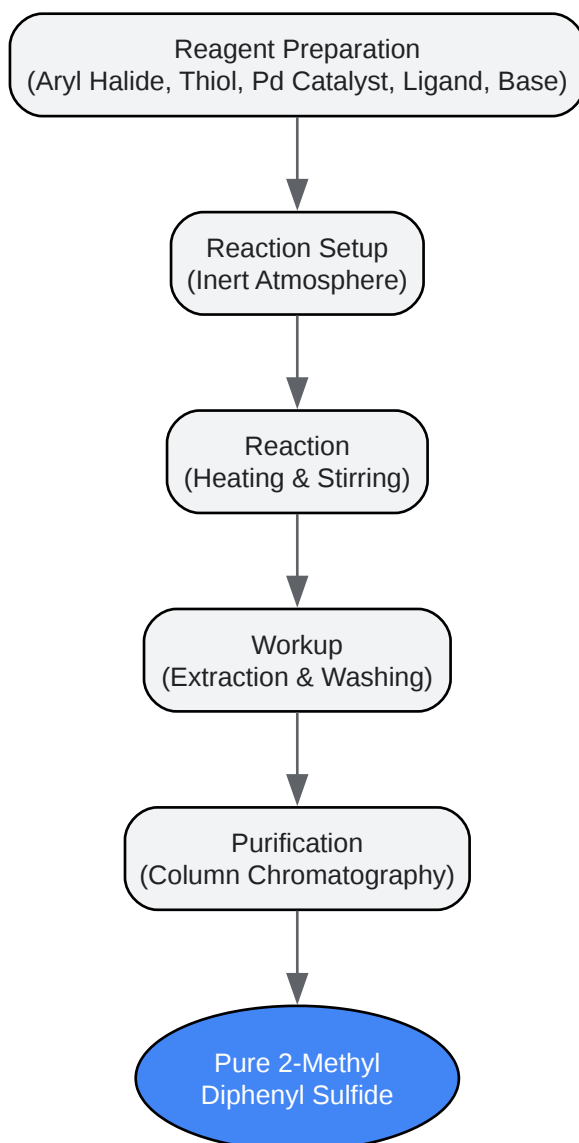 Reagent Preparation
(Aryl Halide, Thiol, Pd Catalyst, Ligand, Base)
Reaction Setup
(Inert Atmosphere)
Reaction
(Heating & Stirring)
Workup
(Extraction & Washing)
Purification
(Column Chromatography)
Pure 2-Methyl
Diphenyl Sulfide